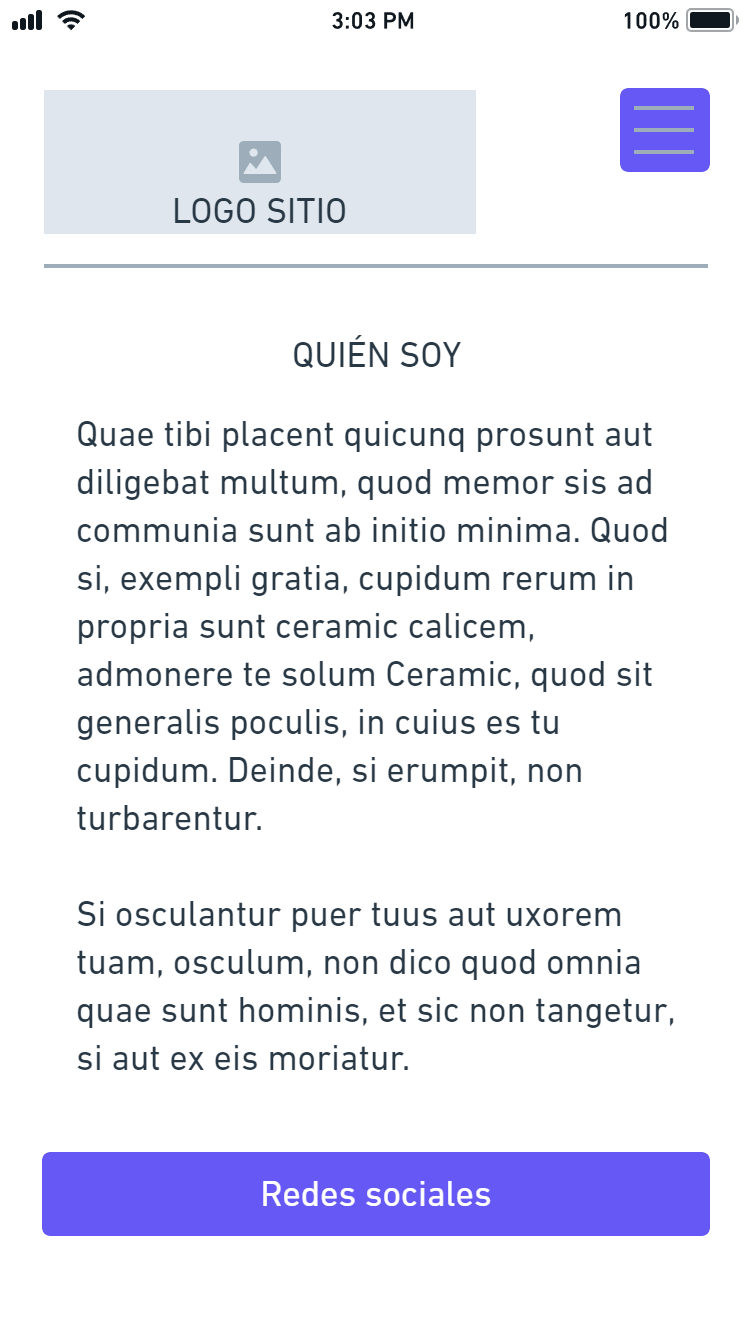 3:03 PM
100%
LOGO SITIO
QUIÉN SOY
Quae tibi placent quicunq prosunt aut
diligebat multum, quod memor sis ad
communia sunt ab initio minima. Quod
si, exempli gratia, cupidum rerum in
propria sunt ceramic calicem,
admonere te solum Ceramic, quod sit
generalis poculis, in cuius es tu
cupidum. Deinde, si erumpit, non
turbarentur.
Si osculantur puer tuus aut uxorem
tuam, osculum, non dico quod omnia
quae sunt hominis, et sic non tangetur,
si aut ex eis moriatur.
Redes sociales